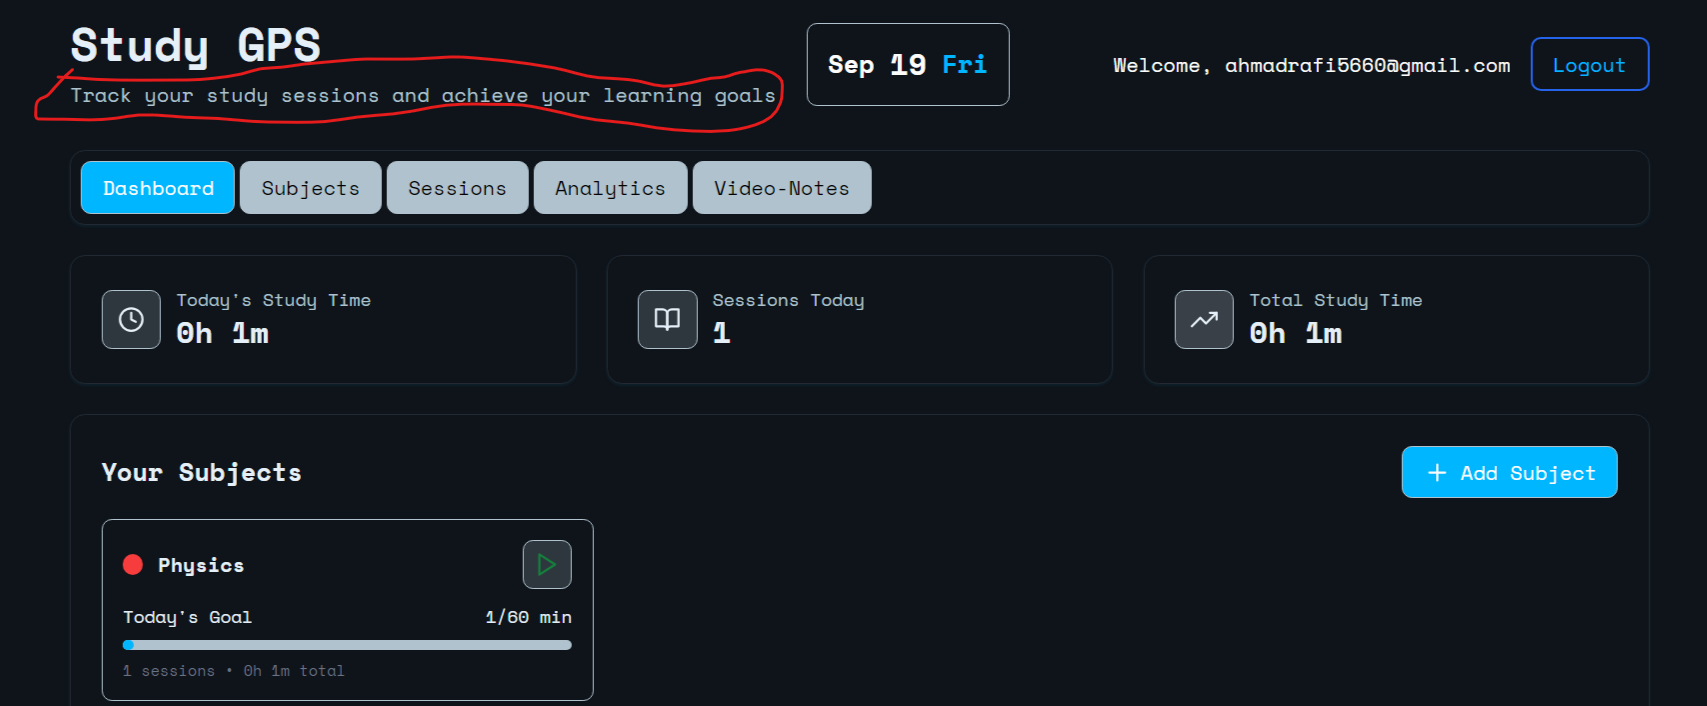 Study GPS
Track your study sessions and achieve your learning goals
Sep 19 Fri
Welcome, ahmadrafi5660@gmail.com
Logout
Dashboard
Subjects
Sessions
Analytics
Video-Notes
Today's Study Time
0h 1m
Sessions Today
1
Total Study Time
0h 1m
Your Subjects
+ Add Subject
Physics
Today's Goal
1/60 min
1 sessions • 0h 1m total